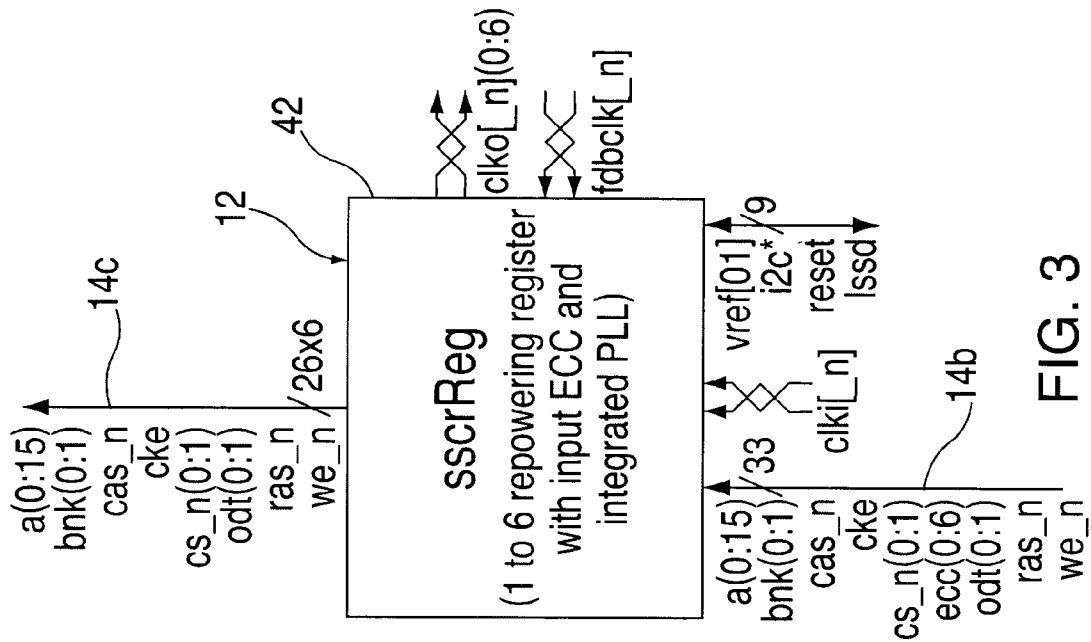 14c
a(0:15)
bnk(0:1)
cas_n
cke
cs_n(0:1)
odt(0:1)
ras_n
we_n
26x6
12
42
sscrReg
(1 to 6 repowering register
with input ECC and
integrated PLL)
clko[_n](0:6)
fdbclk[_n]
a(0:15)
bnk(0:1)
cas_n
cke
cs_n(0:1)
ecc(0:6)
odt(0:1)
ras_n
we_n
33
14b
clki[_n]
vref[01]
i2c*
reset
lssd
9
FIG. 3